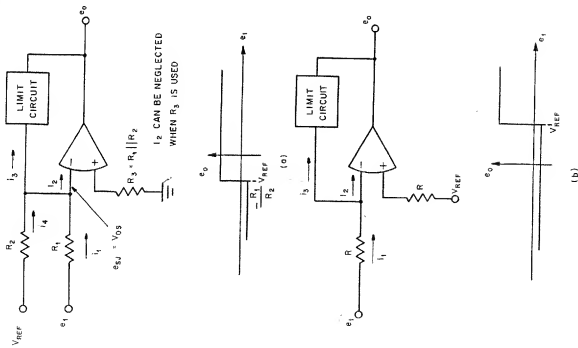 LIMIT
CIRCUIT
i₃
e₀
R₂
V_REF
i₄
I₂
R₁
e₁
i₁
e_SJ = V_OS
R₃ = R₁||R₂
I₂ CAN BE NEGLECTED
WHEN R₃ IS USED
e₀
e₁
R₁
R₂
V_REF
(a)
LIMIT
CIRCUIT
i₃
e₀
R
e₁
I₁
I₂
R
V_REF
e₀
e₁
V_REF
(b)